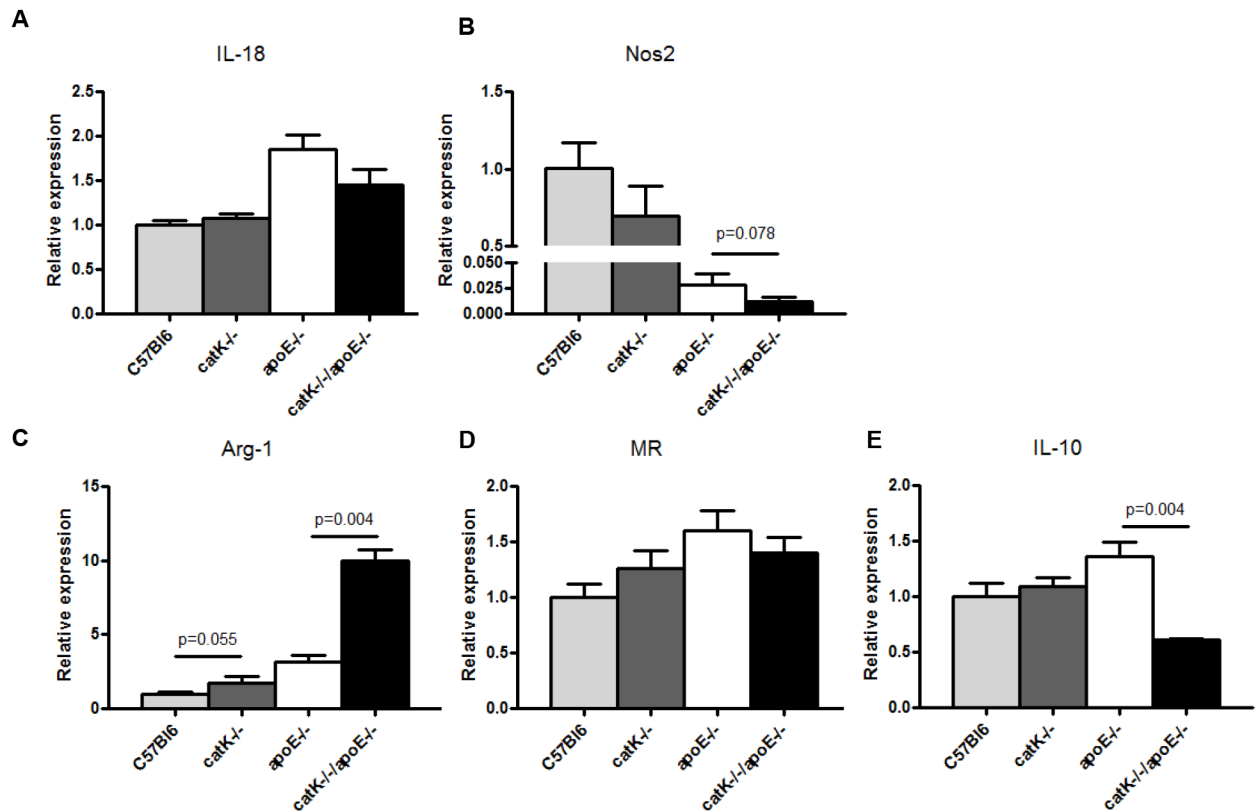 A
IL-18
Relative expression
2.5
2.0
1.5
1.0
0.5
0.0
C57Bl6
catK-/-
apoE-/-
catK-/-/apoE-/-
B
Nos2
Relative expression
1.5
1.0
0.5
0.050
0.025
0.000
p=0.078
C57Bl6
catK-/-
apoE-/-
catK-/-/apoE-/-
C
Arg-1
Relative expression
15
10
5
0
p=0.055
p=0.004
C57Bl6
catK-/-
apoE-/-
catK-/-/apoE-/-
D
MR
Relative expression
2.0
1.5
1.0
0.5
0.0
C57Bl6
catK-/-
apoE-/-
catK-/-/apoE-/-
E
IL-10
Relative expression
2.0
1.5
1.0
0.5
0.0
p=0.004
C57Bl6
catK-/-
apoE-/-
catK-/-/apoE-/-